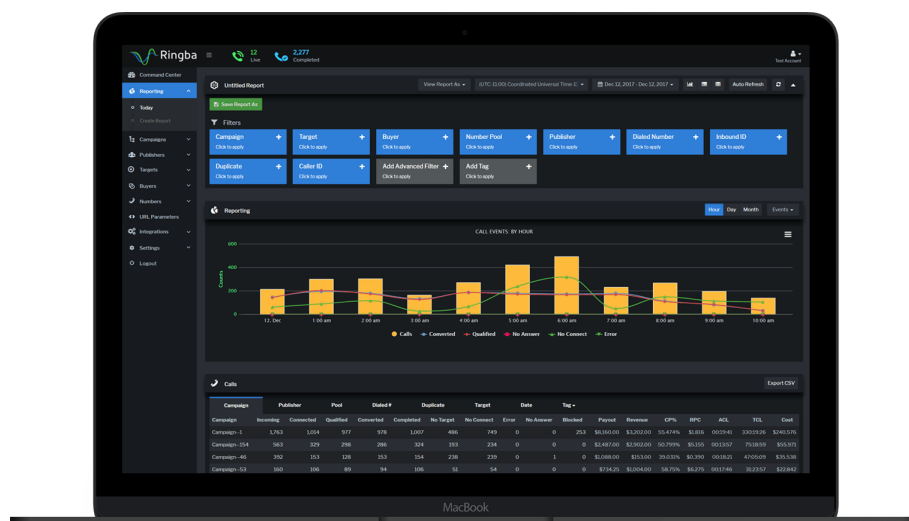 Ringba
12
Live
2,277
Completed
Test Account
Command Center
Reporting
Today
Create Report
Campaigns
Publishers
Targets
Buyers
Numbers
URL Parameters
Integrations
Settings
Logout
Untitled Report
View Report As
(UTC-11:00) Coordinated Universal Time-11
Dec 12, 2017 - Dec 12, 2017
Auto Refresh
Save Report As
Filters
Campaign + Target + Buyer + Number Pool + Publisher + Dialed Number + Inbound ID +
Click to apply Click to apply Click to apply Click to apply Click to apply Click to apply Click to apply
Duplicate + Caller ID + Add Advanced Filter + Add Tag +
Click to apply Click to apply Click to apply Click to apply
Reporting
Hour Day Month Events
CALL EVENTS BY HOUR
Counts
600
400
200
0
12. Dec 1:00 am 2:00 am 3:00 am 4:00 am 5:00 am 6:00 am 7:00 am 8:00 am 9:00 am 10:00 am
Calls Converted Qualified No Answer No Connect Error
Calls
Export CSV
Campaign Publisher Pool Dialed # Duplicate Target Date Tag
Campaign Incoming Connected Qualified Converted Completed No Target No Connect Error No Answer Blocked Payout Revenue CP% RPC ACL TCL Cost
Campaign--1 1,763 1,014 977 978 1,007 486 749 0 0 253 $8,160.00 $3,202.00 55.474% $1.816 00:19:41 330:19:26 $240.576
Campaign--154 563 329 298 286 324 193 234 0 0 0 $2,487.00 $2,902.00 50.799% $5.155 00:13:57 75:18:59 $55.971
Campaign--46 392 153 128 153 154 238 239 0 1 0 $1,088.00 $153.00 39.031% $0.390 00:18:21 47:05:09 $35.538
Campaign--53 160 106 89 94 106 51 54 0 0 0 $734.25 $1,004.00 58.75% $6.275 00:17:46 31:23:57 $22.842
MacBook